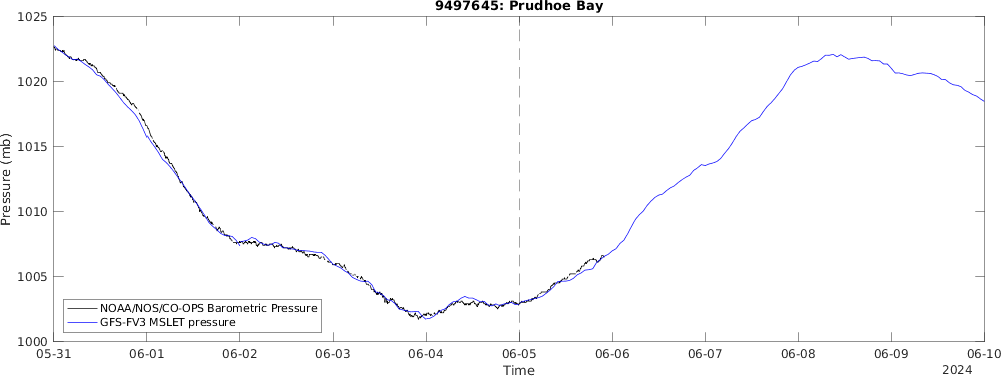 9497645: Prudhoe Bay
1025
1020
1015
1010
1005
1000
Pressure (mb)
NOAA/NOS/CO-OPS Barometric Pressure
GFS-FV3 MSLET pressure
05-31 06-01 06-02 06-03 06-04 06-05 06-06 06-07 06-08 06-09 06-10
Time
2024